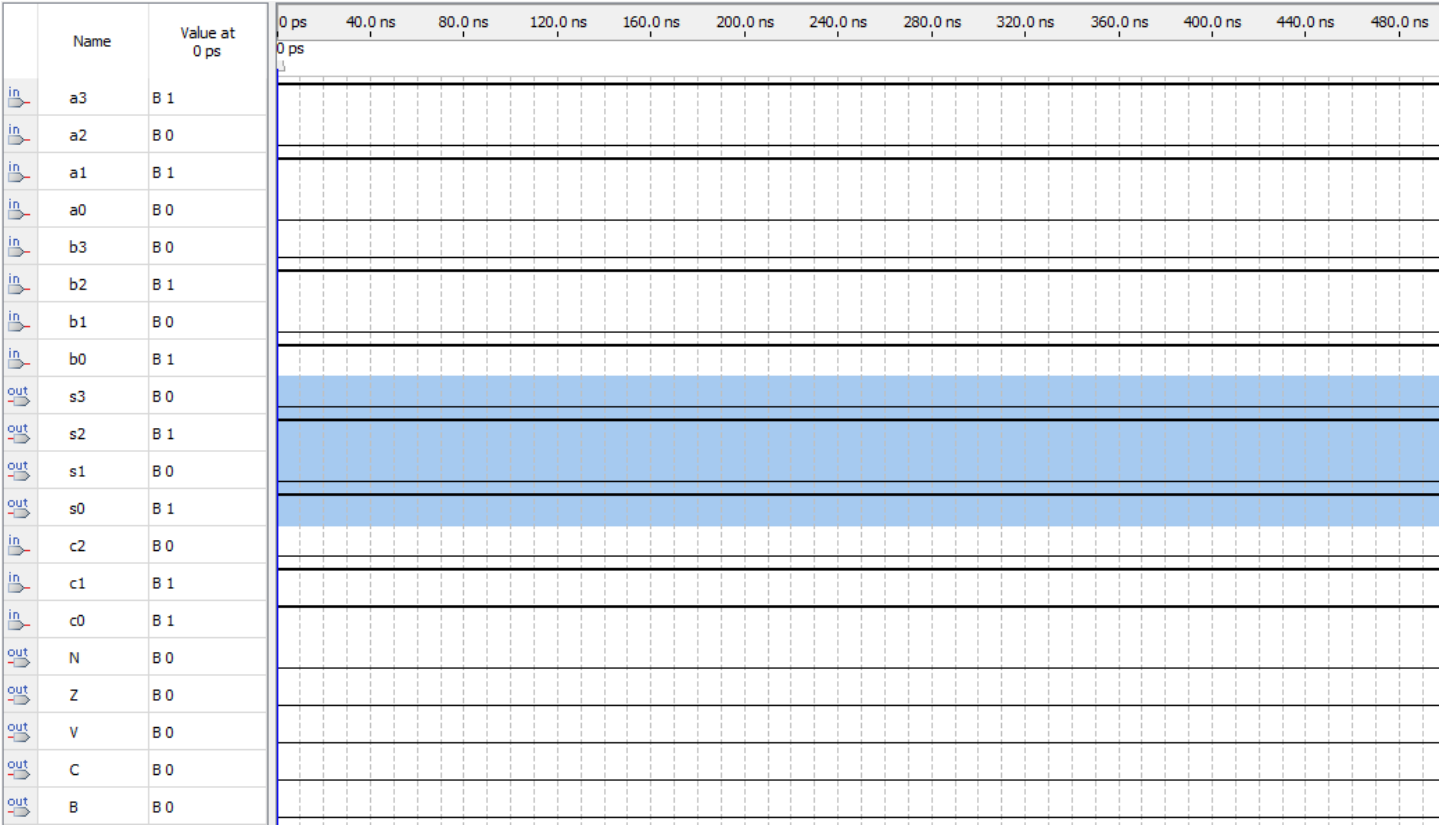 Name Value at 0 ps 0 ps 40.0 ns 80.0 ns 120.0 ns 160.0 ns 200.0 ns 240.0 ns 280.0 ns 320.0 ns 360.0 ns 400.0 ns 440.0 ns 480.0 ns
0 ps
in a3 B 1
in a2 B 0
in a1 B 1
in a0 B 0
in b3 B 0
in b2 B 1
in b1 B 0
in b0 B 1
out s3 B 0
out s2 B 1
out s1 B 0
out s0 B 1
in c2 B 0
in c1 B 1
in c0 B 1
out N B 0
out Z B 0
out V B 0
out C B 0
out B B 0